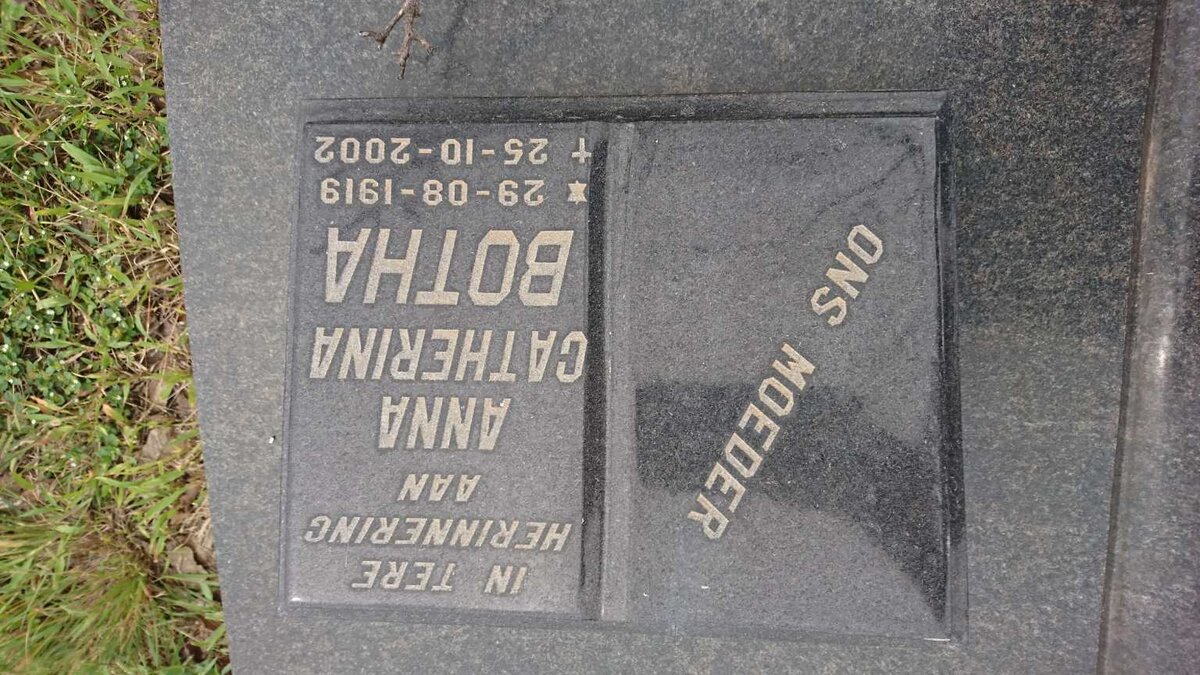 ONS MOEDER
IN TERE
HERINNERING
AAN
ANNA
CATHERINA
BOTHA
✡ 29-08-1919
† 25-10-2002